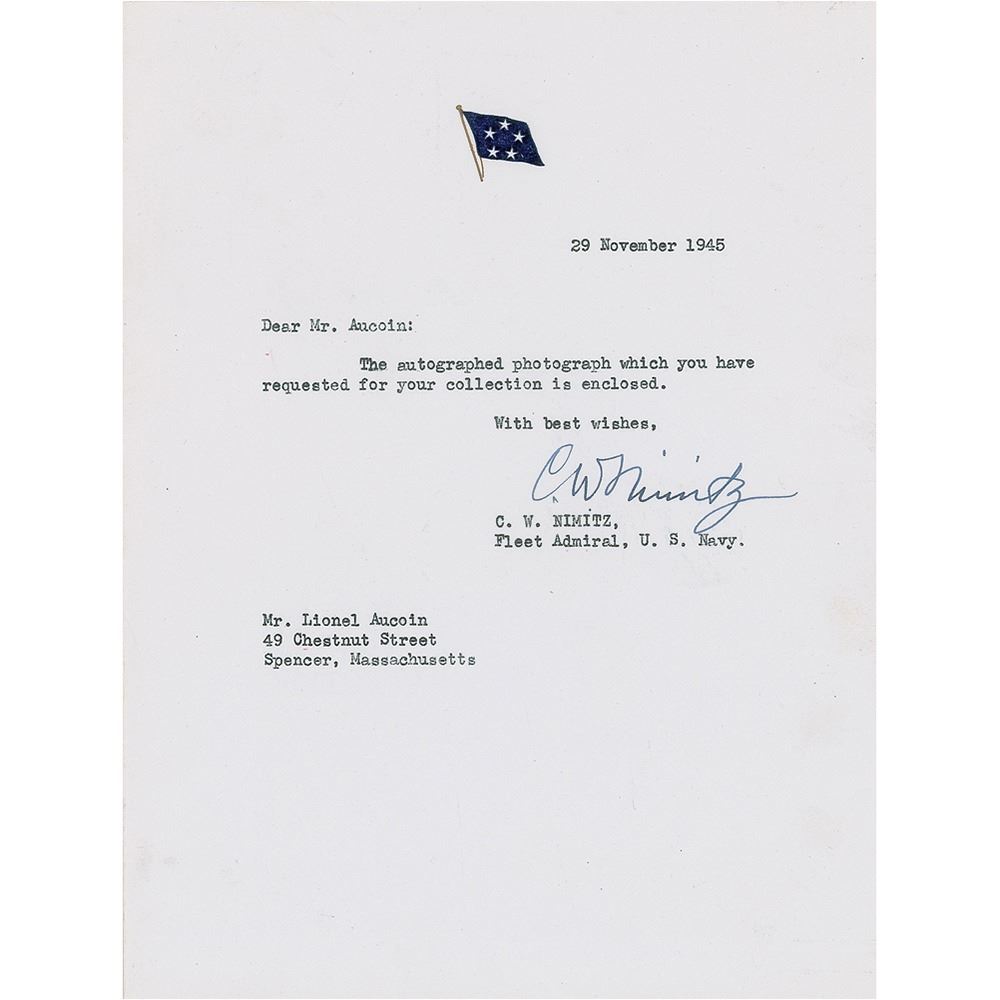 29 November 1945
Dear Mr. Aucoin:
The autographed photograph which you have
requested for your collection is enclosed.
With best wishes,
C.W. Nimitz
C. W. NIMITZ,
Fleet Admiral, U. S. Navy.
Mr. Lionel Aucoin
49 Chestnut Street
Spencer, Massachusetts